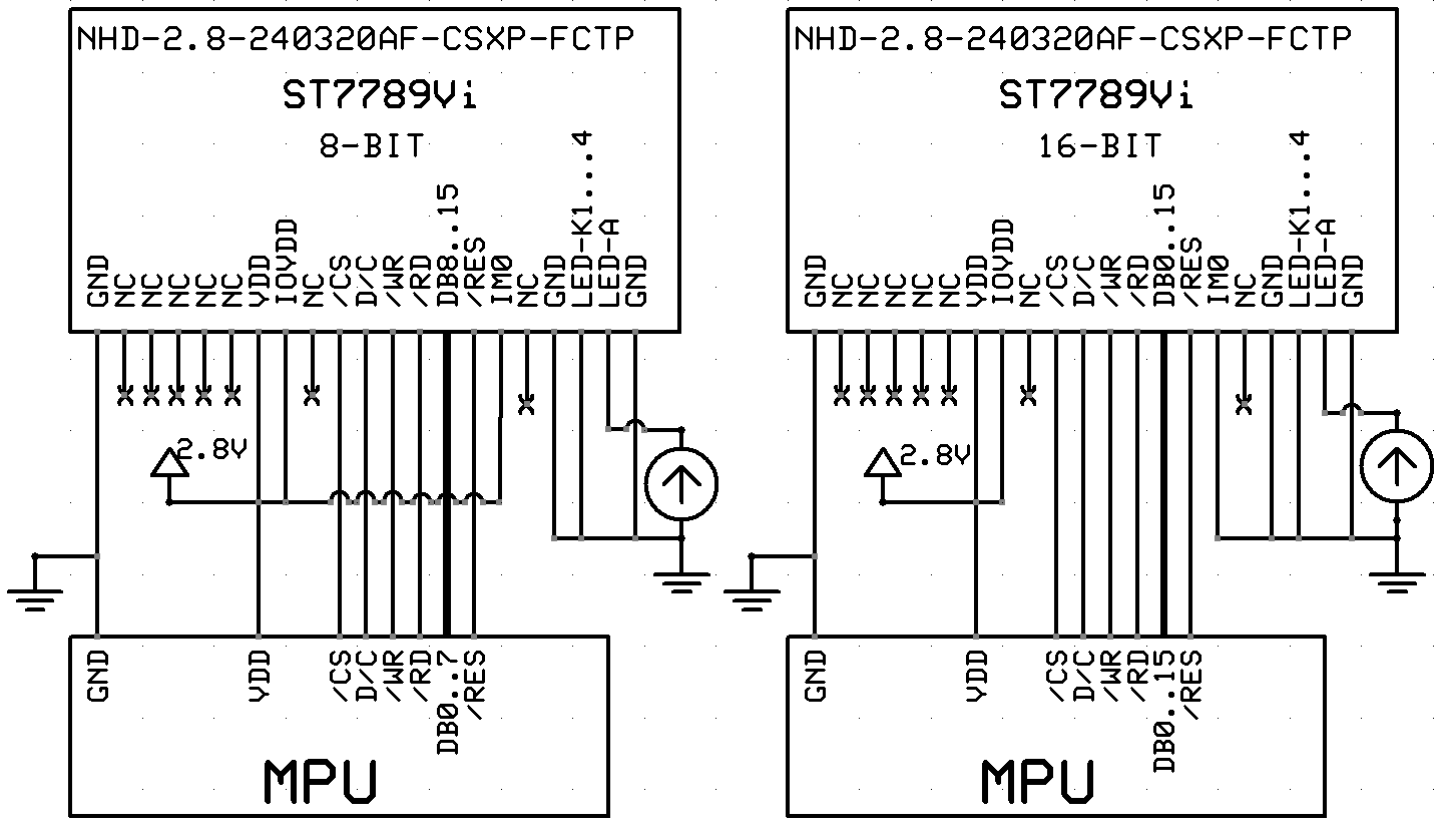 NHD-2.8-240320AF-CSXP-FCTP
ST7789Vi
8-BIT
GND
NC
NC
NC
NC
NC
VDD
IOVDD
NC
/CS
D/C
/WR
/RD
DB8..15
/RES
IM0
NC
GND
LED-K1...4
LED-A
GND
2.8V
GND
VDD
/CS
D/C
/WR
/RD
DB0..7
/RES
MPU
NHD-2.8-240320AF-CSXP-FCTP
ST7789Vi
16-BIT
GND
NC
NC
NC
NC
NC
VDD
IOVDD
NC
/CS
D/C
/WR
/RD
DB0..15
/RES
IM0
NC
GND
LED-K1...4
LED-A
GND
2.8V
GND
VDD
/CS
D/C
/WR
/RD
DB0..15
/RES
MPU